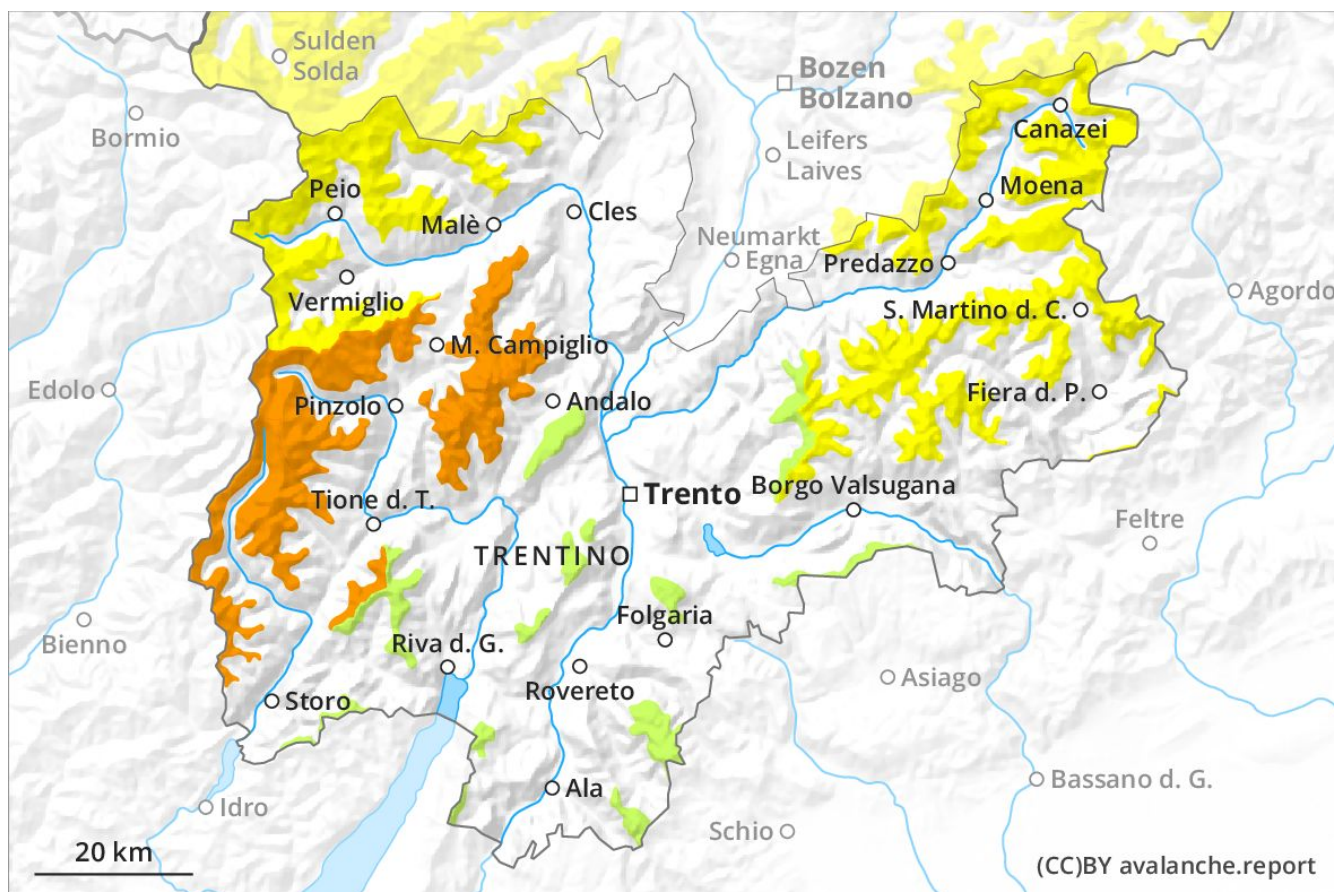 Sulden
Solda
Bozen
Bolzano
Bormio
Canazei
Leifers
Laives
Peio
Moena
Malè
Cles
Neumarkt
Egna
Predazzo
Vermiglio
Agordo
S. Martino d. C.
M. Campiglio
Edolo
Andalo
Fiera d. P.
Pinzolo
Trento
Borgo Valsugana
Tione d. T.
Feltre
TRENTINO
Folgaria
Bienno
Riva d. G.
Asiago
Rovereto
Storo
Bassano d. G.
Ala
Idro
Schio
20 km
(CC)BY avalanche.report